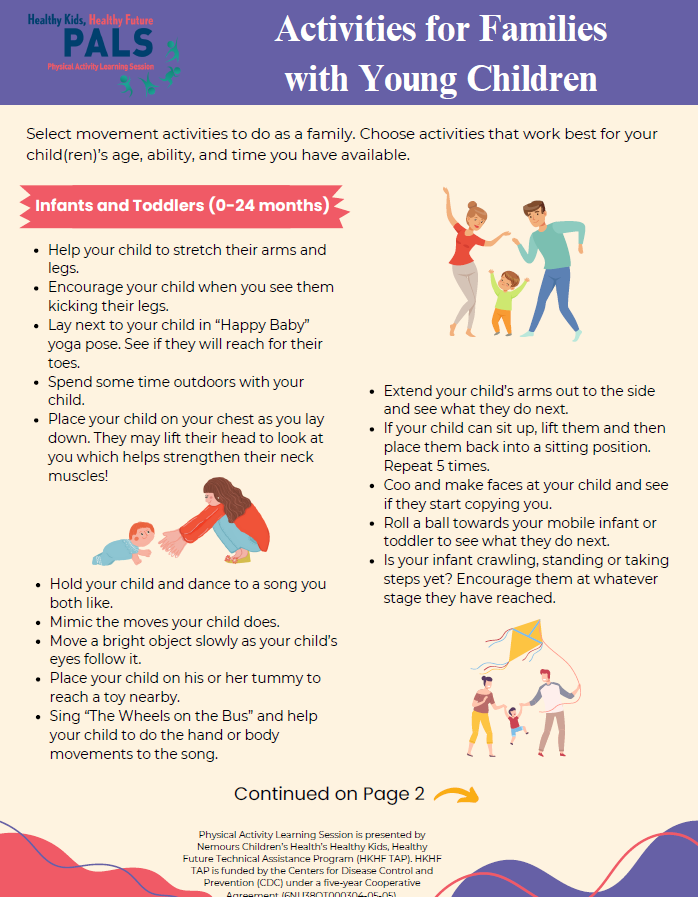 Healthy Kids, Healthy Future
PALS
Physical Activity Learning Session
Activities for Families
with Young Children
Select movement activities to do as a family. Choose activities that work best for your
child(ren)'s age, ability, and time you have available.
Infants and Toddlers (0-24 months)
• Help your child to stretch their arms and
legs.
• Encourage your child when you see them
kicking their legs.
• Lay next to your child in “Happy Baby”
yoga pose. See if they will reach for their
toes.
• Spend some time outdoors with your
child.
• Place your child on your chest as you lay
down. They may lift their head to look at
you which helps strengthen their neck
muscles!
• Hold your child and dance to a song you
both like.
• Mimic the moves your child does.
• Move a bright object slowly as your child's
eyes follow it.
• Place your child on his or her tummy to
reach a toy nearby.
• Sing “The Wheels on the Bus” and help
your child to do the hand or body
movements to the song.
• Extend your child's arms out to the side
and see what they do next.
• If your child can sit up, lift them and then
place them back into a sitting position.
Repeat 5 times.
• Coo and make faces at your child and see
if they start copying you.
• Roll a ball towards your mobile infant or
toddler to see what they do next.
• Is your infant crawling, standing or taking
steps yet? Encourage them at whatever
stage they have reached.
Continued on Page 2
Physical Activity Learning Session is presented by
Nemours Children's Health's Healthy Kids, Healthy
Future Technical Assistance Program (HKHF TAP). HKHF
TAP is funded by the Centers for Disease Control and
Prevention (CDC) under a five-year Cooperative
Agreement (6NU38OT000304-05-05).